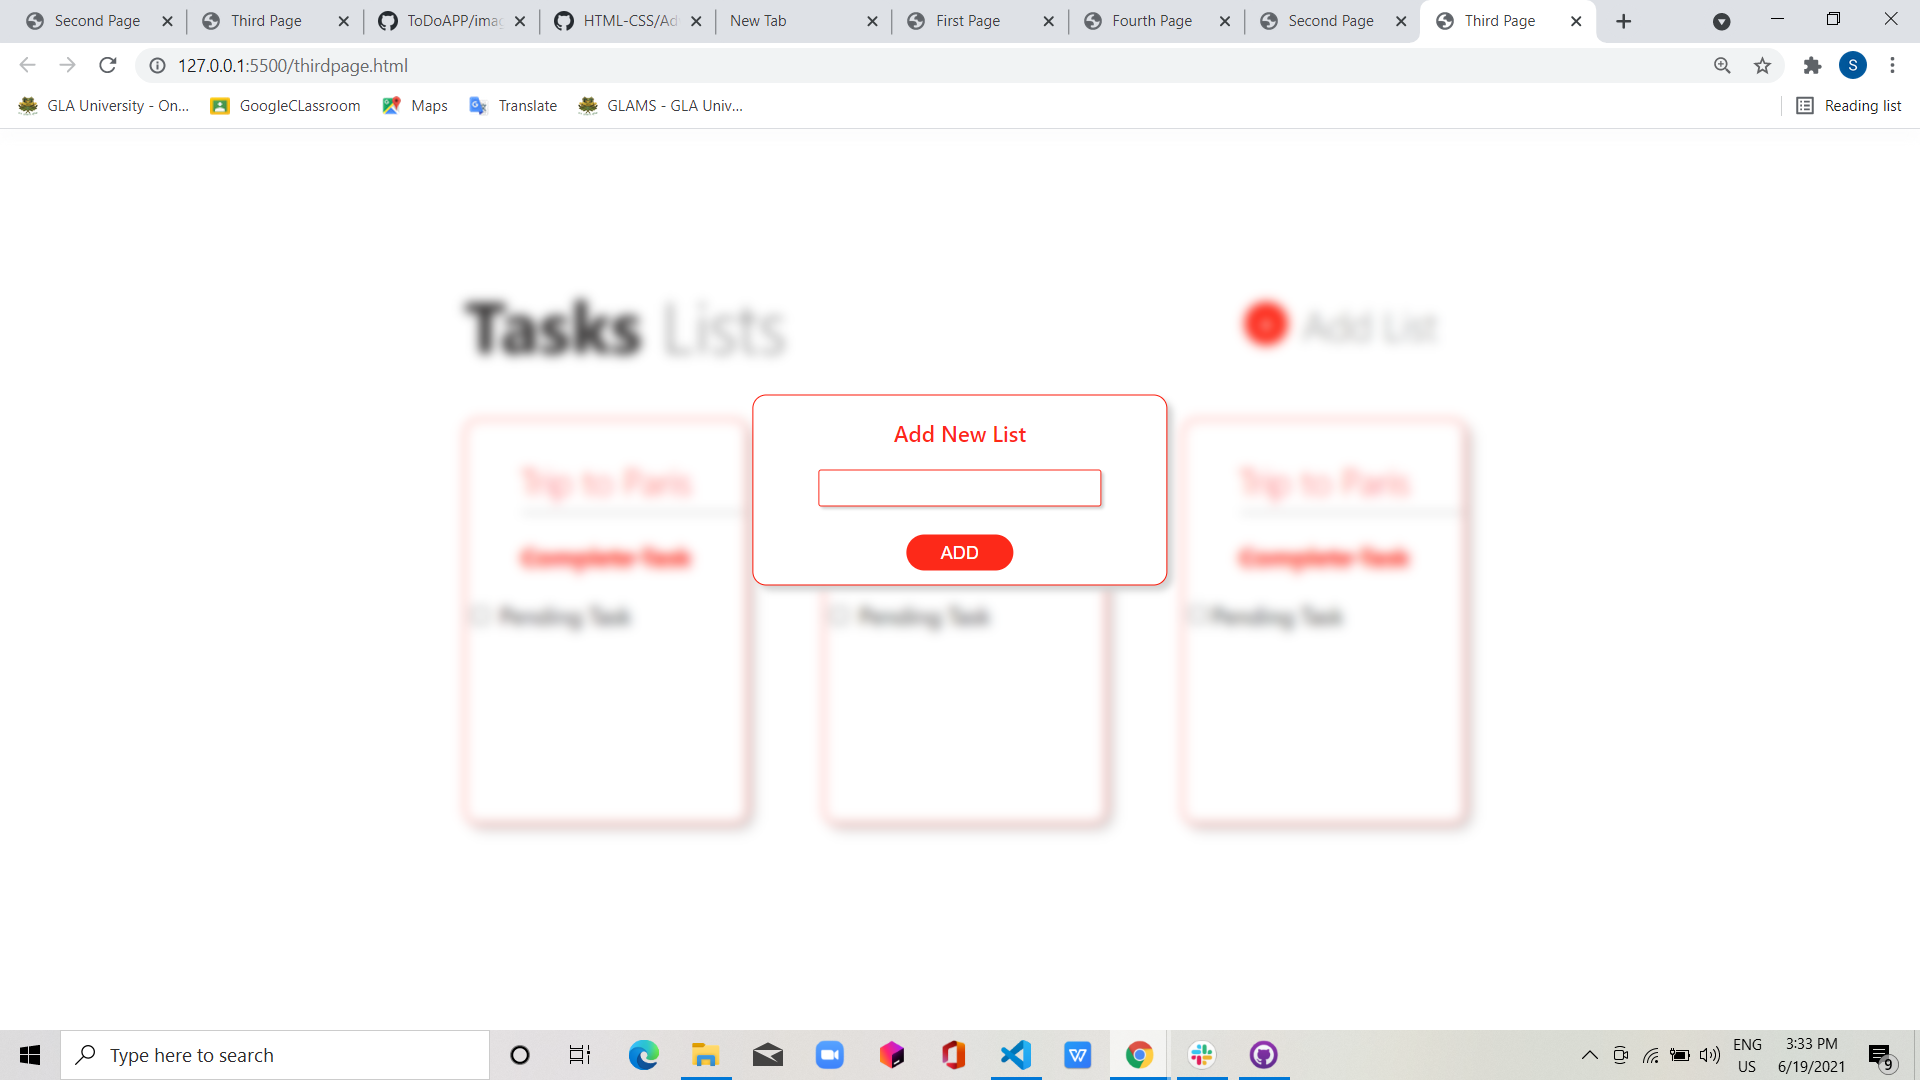 Second Page
Third Page
ToDoAPP/imag
HTML-CSS/Ad
New Tab
First Page
Fourth Page
Second Page
Third Page
127.0.0.1:5500/thirdpage.html
S
GLA University - On...
GoogleCLassroom
Maps
Translate
GLAMS - GLA Univ...
Reading list
Tasks Lists
Add List
Add New List
Trip to Paris
Trip to Paris
ADD
Complete Task
Complete Task
Pending Task
Pending Task
Pending Task
Type here to search
ENG
US
3:33 PM
6/19/2021
9